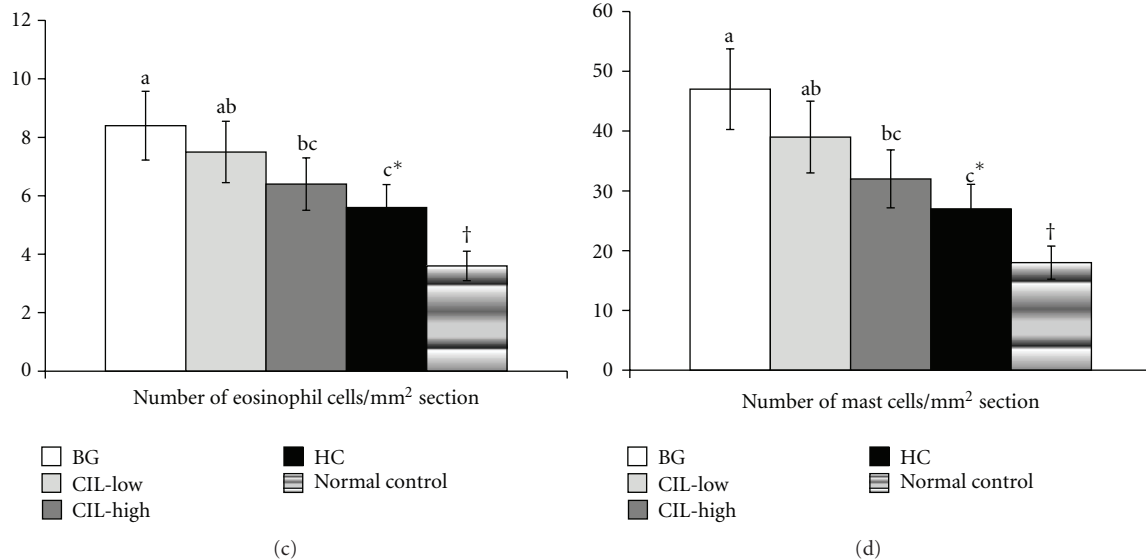 12
10
8
6
4
2
0
a
ab
bc
c*
†
Number of eosinophil cells/mm² section
BG
CIL-low
CIL-high
HC
Normal control
(c)
60
50
40
30
20
10
0
a
ab
bc
c*
†
Number of mast cells/mm² section
BG
CIL-low
CIL-high
HC
Normal control
(d)